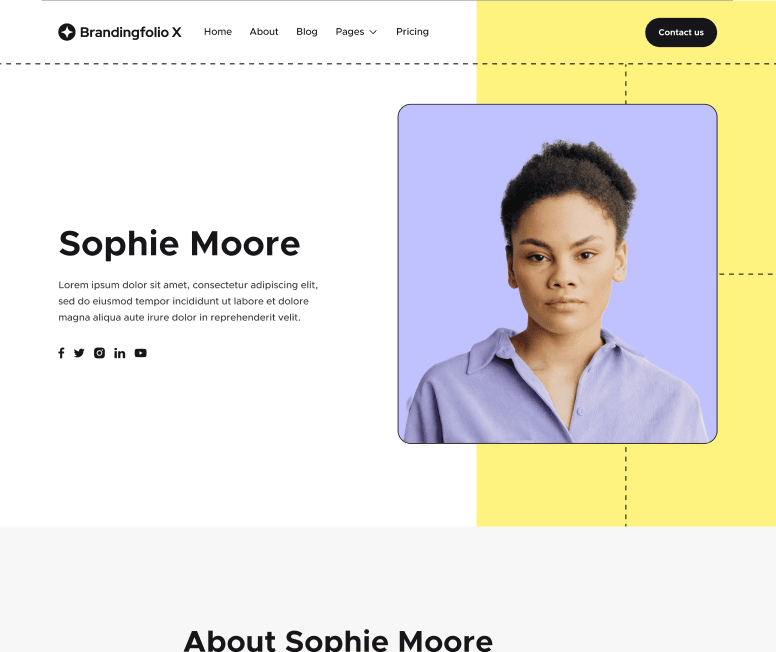 Brandingfolio X
Home
About
Blog
Pages
Pricing
Contact us
Sophie Moore
Lorem ipsum dolor sit amet, consectetur adipiscing elit,
sed do eiusmod tempor incididunt ut labore et dolore
magna aliqua aute irure dolor in reprehenderit velit.
About Sophie Moore